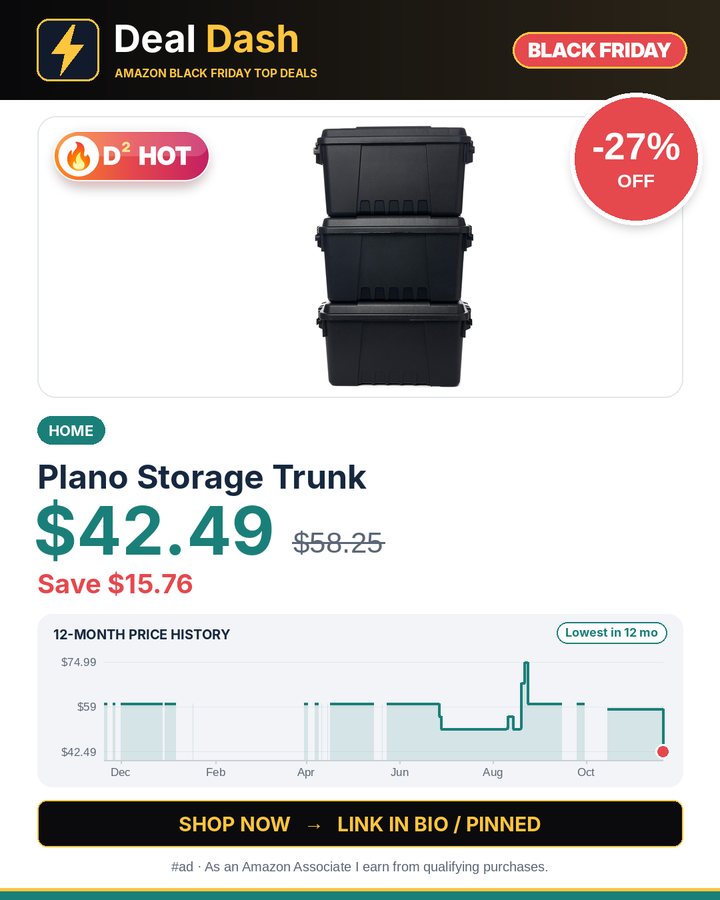 Deal Dash
AMAZON BLACK FRIDAY TOP DEALS
BLACK FRIDAY
D² HOT
-27%
OFF
HOME
Plano Storage Trunk
$42.49 $58.25
Save $15.76
12-MONTH PRICE HISTORY
Lowest in 12 mo
$74.99
$59
$42.49
Dec Feb Apr Jun Aug Oct
SHOP NOW → LINK IN BIO / PINNED
#ad · As an Amazon Associate I earn from qualifying purchases.